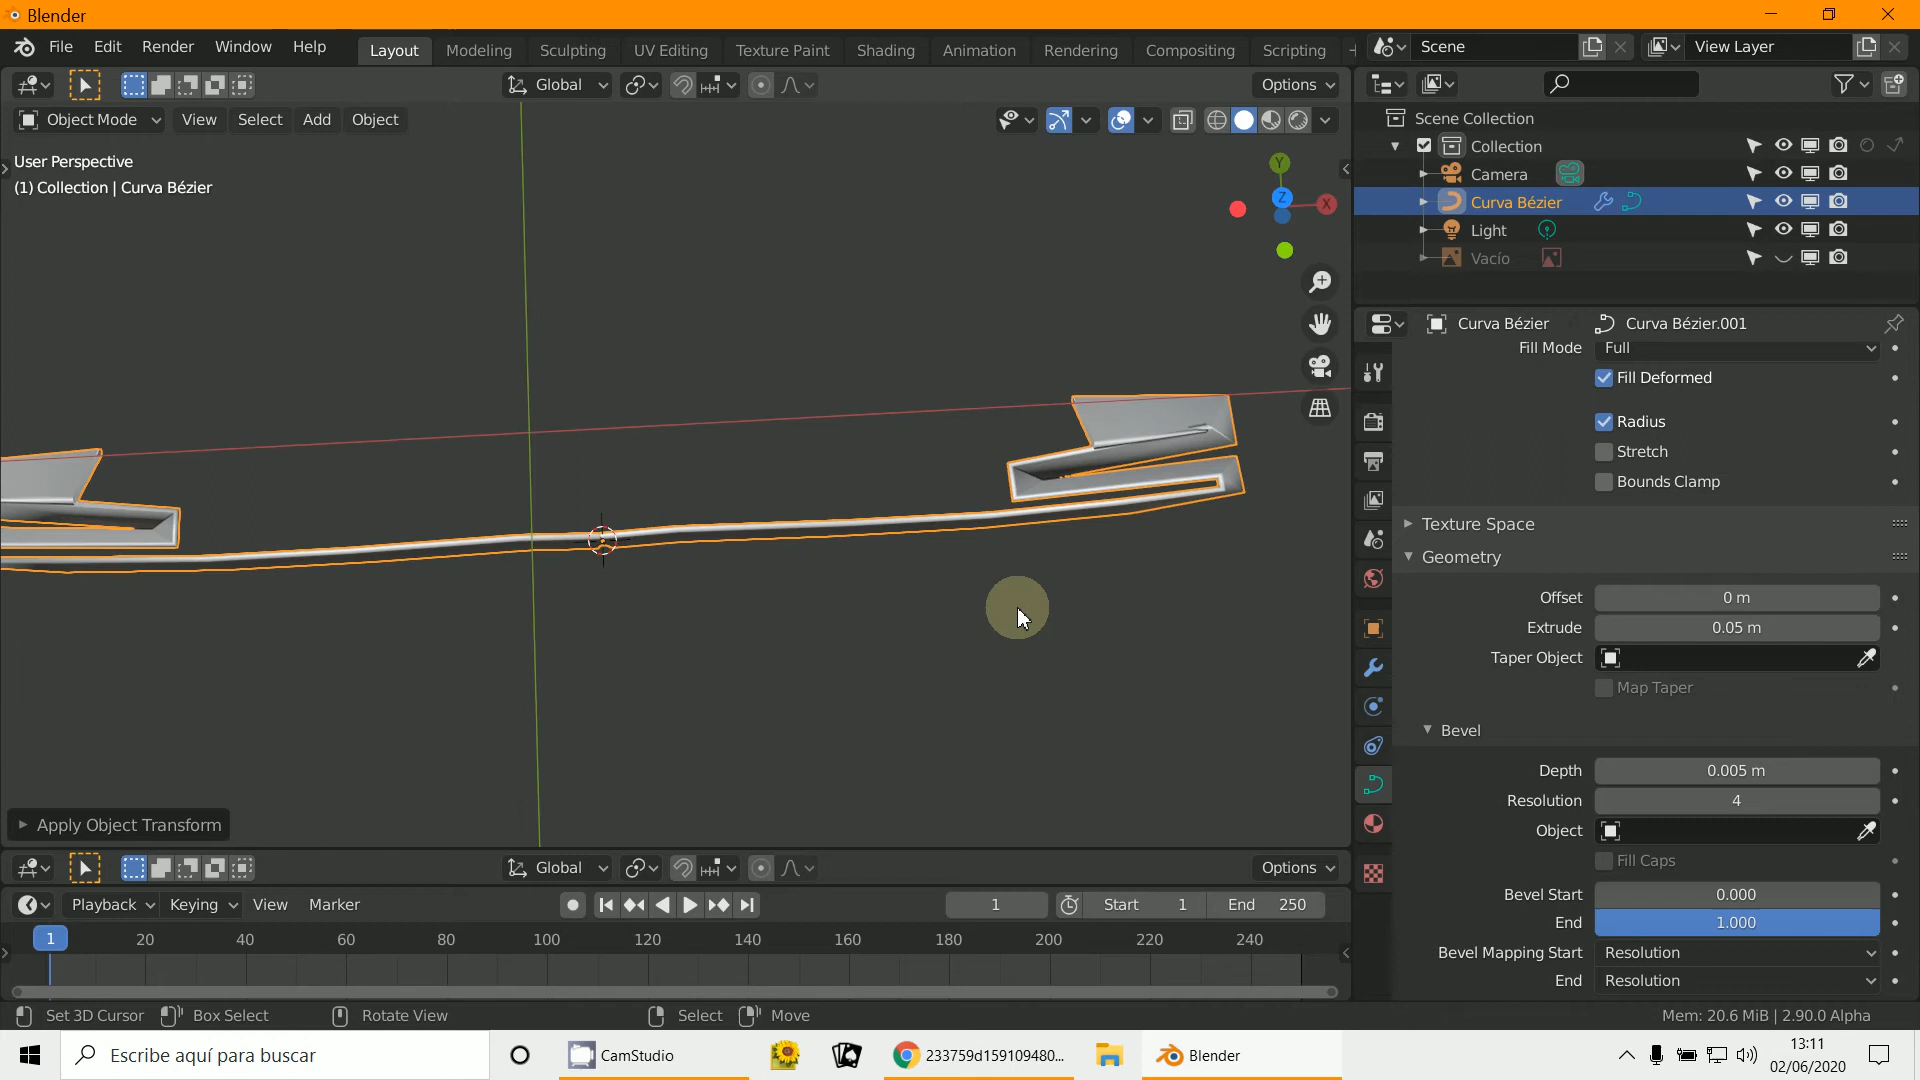 Blender
File Edit Render Window Help Layout Modeling Sculpting UV Editing Texture Paint Shading Animation Rendering Compositing Scripting Scene View Layer
Global Options
Object Mode View Select Add Object
User Perspective
(1) Collection | Curva Bézier
Y
Z
X
Scene Collection
Collection
Camera
Curva Bézier
Light
Vacío
Curva Bézier Curva Bézier.001
Fill Mode Full
Fill Deformed
Radius
Stretch
Bounds Clamp
Texture Space
Geometry
Offset 0 m
Extrude 0.05 m
Taper Object
Map Taper
Bevel
Depth 0.005 m
Resolution 4
Object
Fill Caps
Bevel Start 0.000
End 1.000
Bevel Mapping Start Resolution
End Resolution
Apply Object Transform
Global Options
Playback Keying View Marker 1 Start 1 End 250
1 20 40 60 80 100 120 140 160 180 200 220 240
Set 3D Cursor Box Select Rotate View Select Move Mem: 20.6 MiB | 2.90.0 Alpha
Escribe aquí para buscar CamStudio 233759d159109480... Blender 13:11
02/06/2020